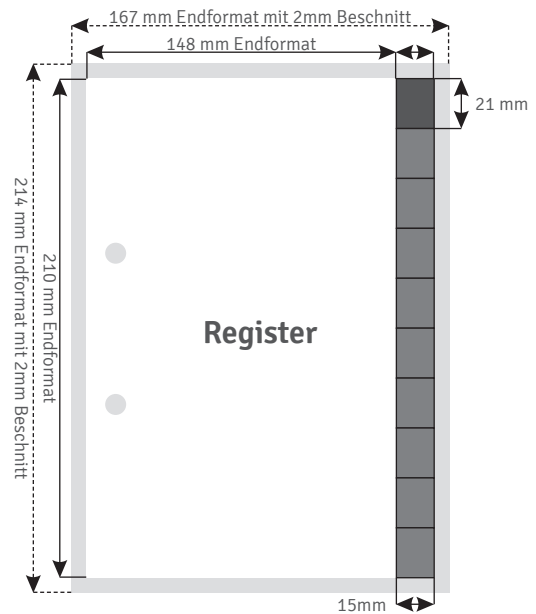 167 mm Endformat mit 2mm Beschnitt
148 mm Endformat
21 mm
214 mm Endformat mit 2mm Beschnitt
210 mm Endformat
Register
15mm